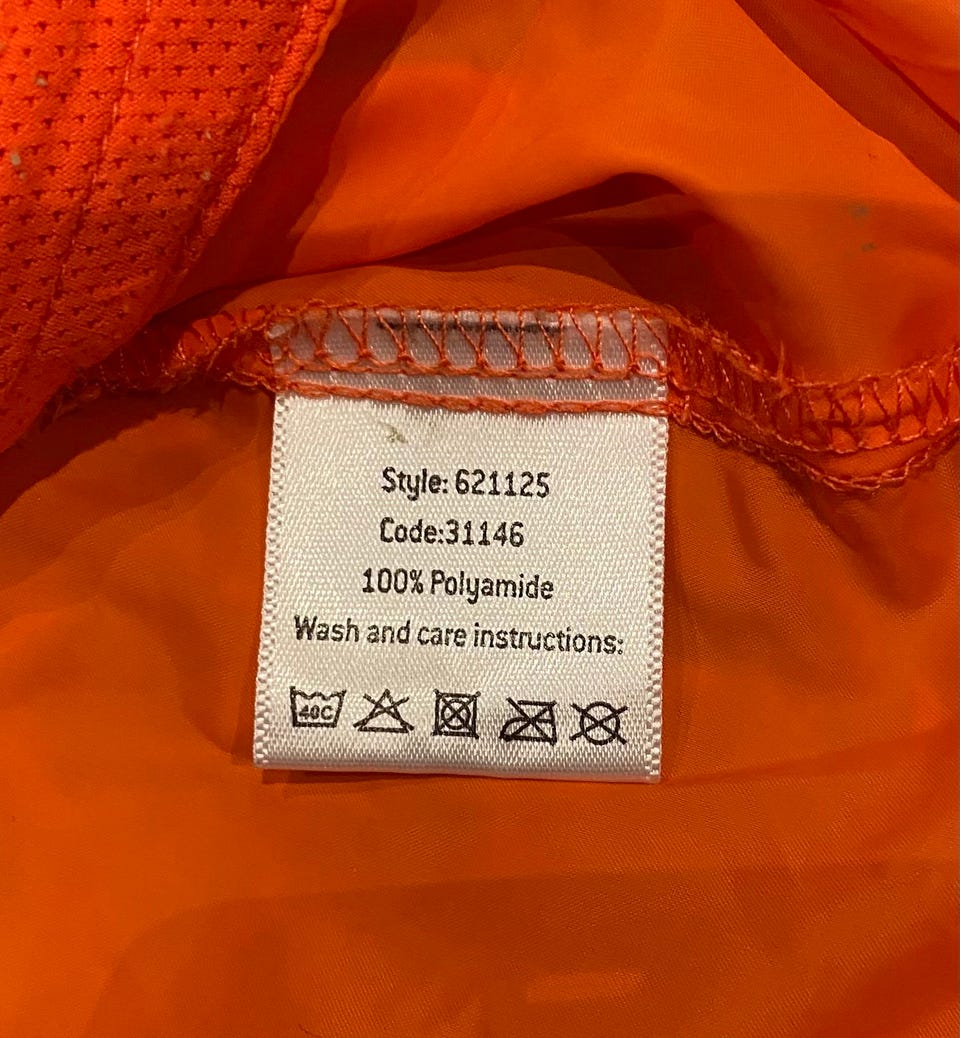 Style: 621125
Code:31146
100% Polyamide
Wash and care instructions:
40C